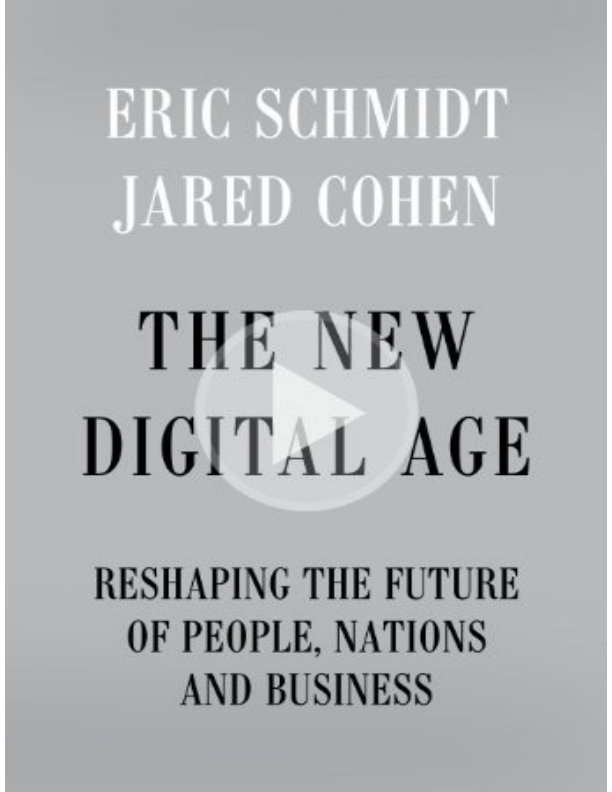 ERIC SCHMIDT
JARED COHEN
THE NEW
DIGITAL AGE
RESHAPING THE FUTURE
OF PEOPLE, NATIONS
AND BUSINESS